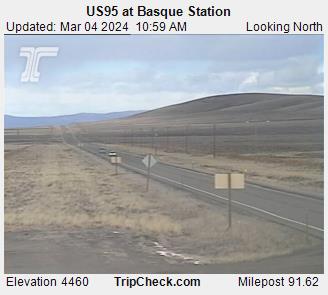 US95 at Basque Station
Updated: Mar 04 2024 10:59 AM Looking North
Elevation 4460 TripCheck.com Milepost 91.62